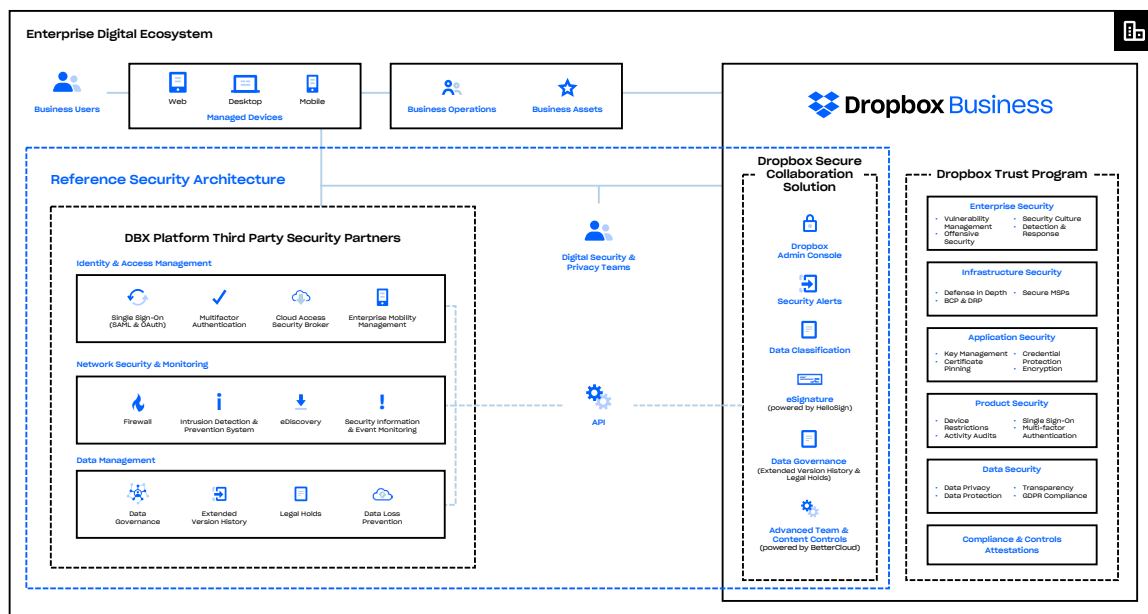 Enterprise Digital Ecosystem
Business Users
Web
Desktop
Mobile
Managed Devices
Business Operations
Business Assets
Dropbox Business
Reference Security Architecture
DBX Platform Third Party Security Partners
Identity & Access Management
Single Sign-On
(SAML & OAuth)
Multifactor
Authentication
Cloud Access
Security Broker
Enterprise Mobility
Management
Network Security & Monitoring
Firewall
Intrusion Detection &
Prevention System
eDiscovery
Security Information
& Event Monitoring
Data Management
Data
Governance
Extended
Version History
Legal Holds
Data Loss
Prevention
Digital Security &
Privacy Teams
API
Dropbox Secure
Collaboration
Solution
Dropbox
Admin Console
Security Alerts
Data Classification
eSignature
(powered by HelloSign)
Data Governance
(Extended Version History &
Legal Holds)
Advanced Team &
Content Controls
(powered by BetterCloud)
Dropbox Trust Program
Enterprise Security
• Vulnerability
Management
• Offensive
Security
• Security Culture
• Detection &
Response
Infrastructure Security
• Defense in Depth
• BCP & DRP
• Secure MSPs
Application Security
• Key Management
• Certificate
Pinning
• Credential
Protection
• Encryption
Product Security
• Device
Restrictions
• Activity Audits
• Single Sign-On
• Multi-factor
Authentication
Data Security
• Data Privacy
• Data Protection
• Transparency
• GDPR Compliance
Compliance & Controls
Attestations